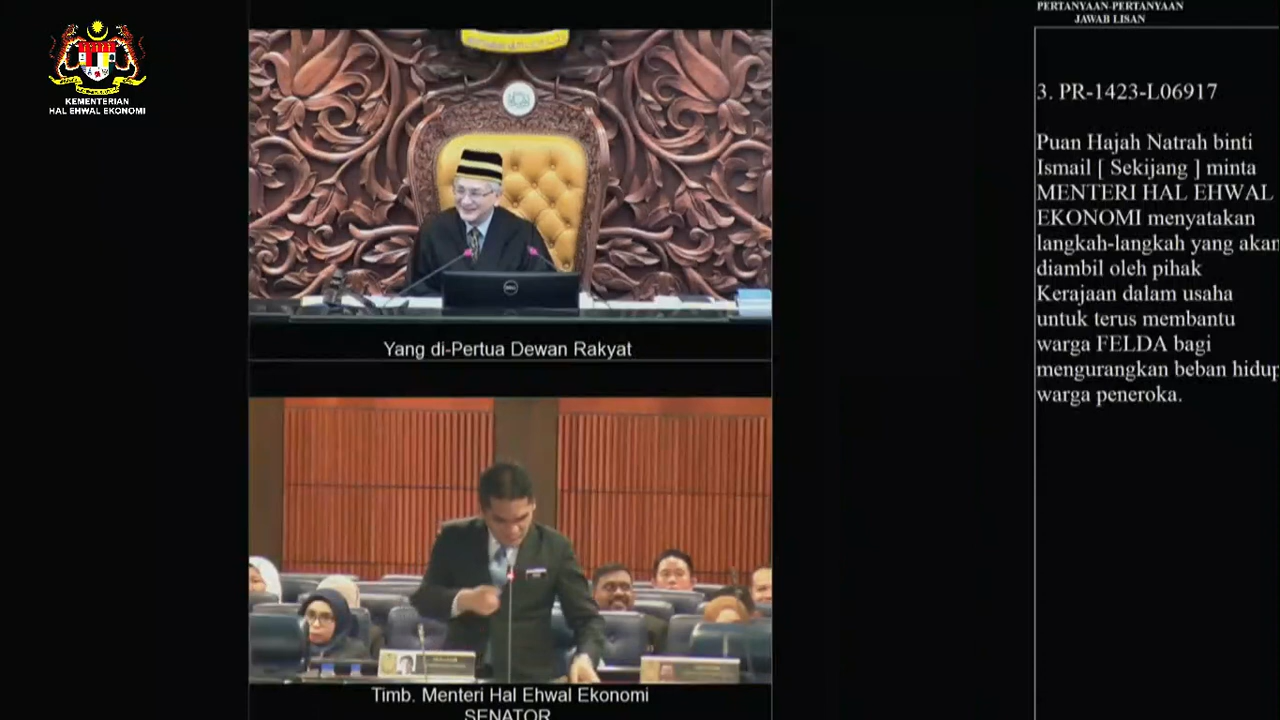 KEMENTERIAN
HAL EHWAL EKONOMI
PERTANYAAN-PERTANYAAN
JAWAB LISAN
3. PR-1423-L06917
Puan Hajah Natrah binti
Ismail [ Sekijang ] minta
MENTERI HAL EHWAL
EKONOMI menyatakan
langkah-langkah yang akan
diambil oleh pihak
Kerajaan dalam usaha
untuk terus membantu
warga FELDA bagi
mengurangkan beban hidup
warga peneroka.
DELL
Yang di-Pertua Dewan Rakyat
Timb. Menteri Hal Ehwal Ekonomi
SENATOR